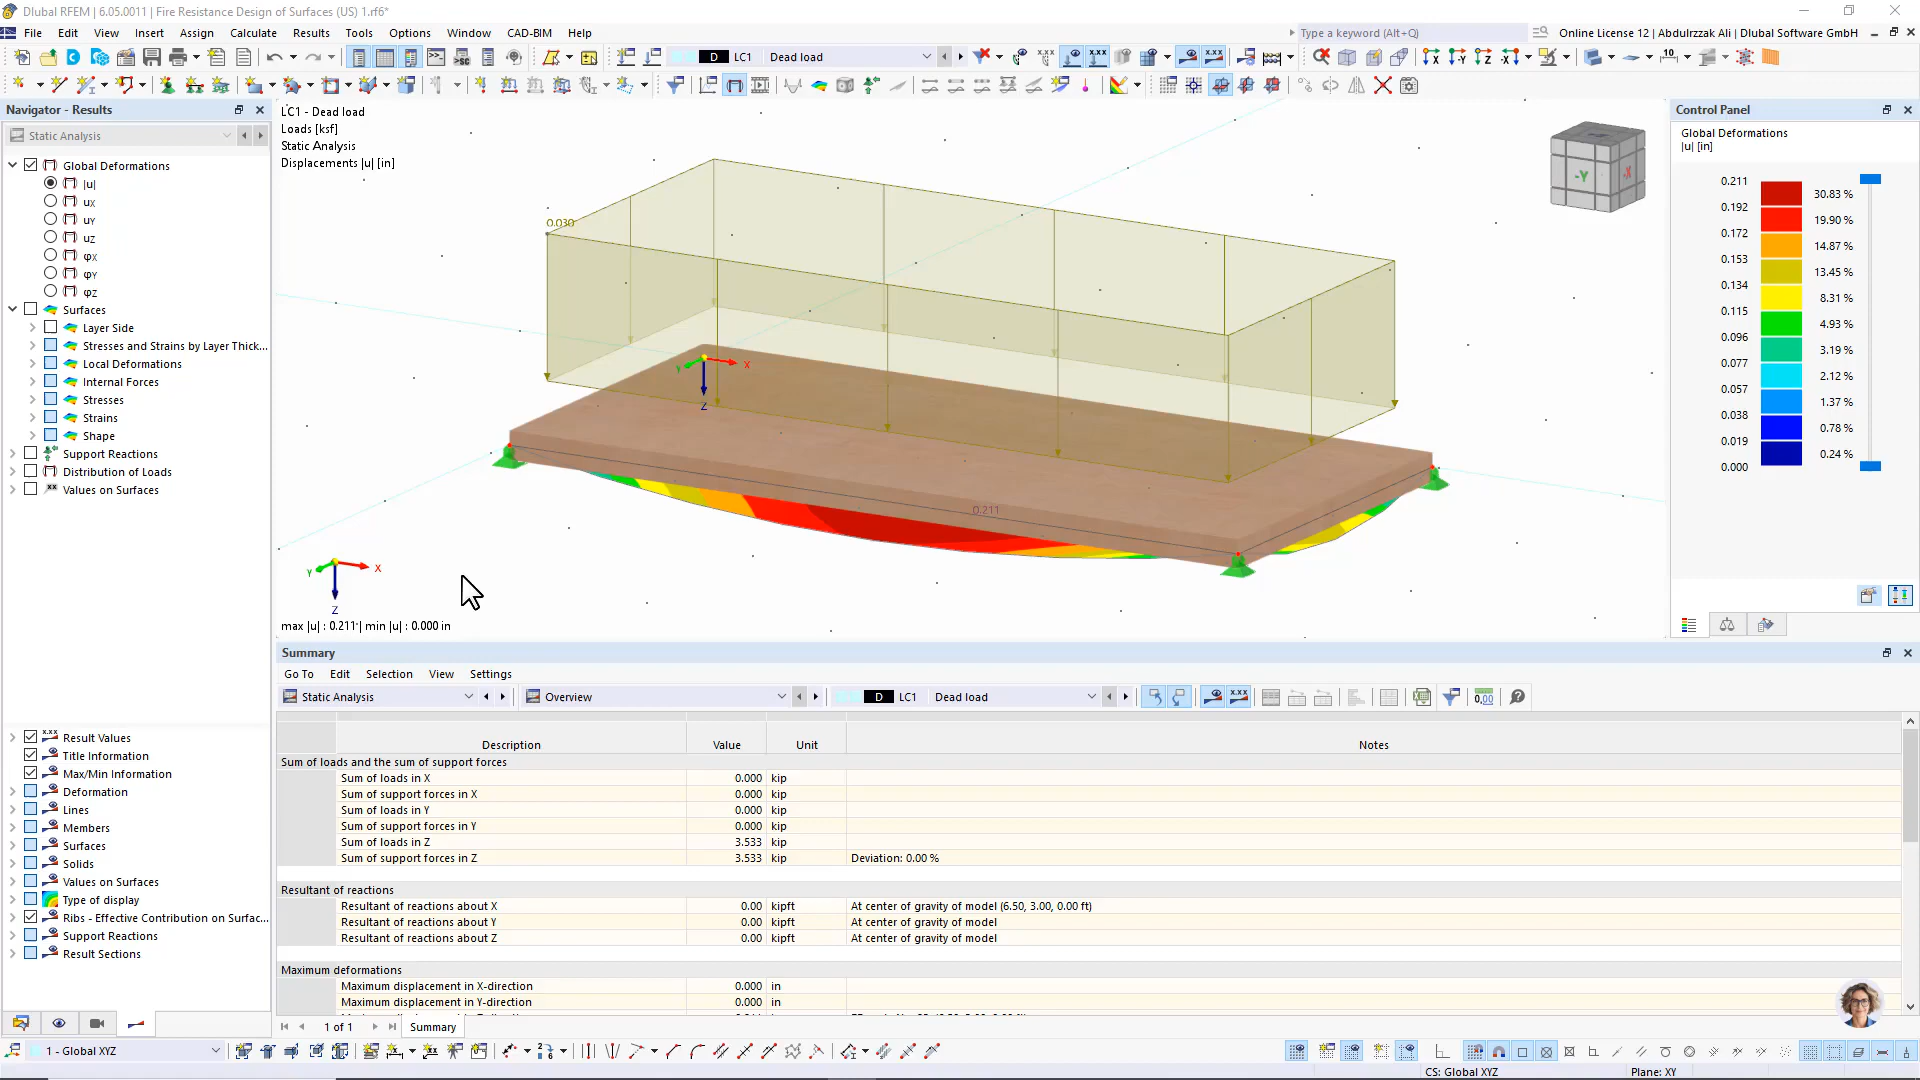 Dlubal RFEM | 6.05.0011 | Fire Resistance Design of Surfaces (US) 1.rf6*
File Edit View Insert Assign Calculate Results Tools Options Window CAD-BIM Help
Type a keyword (Alt+Q)
Online License 12 | Abdulrzzak Ali | Dlubal Software GmbH
D LC1 Dead load
Navigator - Results
Static Analysis
Global Deformations
|u|
uX
uY
uZ
φX
φY
φZ
Surfaces
Layer Side
Stresses and Strains by Layer Thick...
Local Deformations
Internal Forces
Stresses
Strains
Shape
Support Reactions
Distribution of Loads
Values on Surfaces
Result Values
Title Information
Max/Min Information
Deformation
Lines
Members
Surfaces
Solids
Values on Surfaces
Type of display
Ribs - Effective Contribution on Surfac...
Support Reactions
Result Sections
LC1 - Dead load
Loads [ksf]
Static Analysis
Displacements |u| [in]
0.030
X
Y
Z
0.211
-Y
-X
X
Y
Z
max |u| : 0.211 | min |u| : 0.000 in
Control Panel
Global Deformations
|u| [in]
0.211
30.83 %
0.192
19.90 %
0.172
14.87 %
0.153
13.45 %
0.134
8.31 %
0.115
4.93 %
0.096
3.19 %
0.077
2.12 %
0.057
1.37 %
0.038
0.78 %
0.019
0.24 %
0.000
Summary
Go To Edit Selection View Settings
Static Analysis Overview D LC1 Dead load
Description Value Unit Notes
Sum of loads and the sum of support forces
Sum of loads in X 0.000 kip
Sum of support forces in X 0.000 kip
Sum of loads in Y 0.000 kip
Sum of support forces in Y 0.000 kip
Sum of loads in Z 3.533 kip
Sum of support forces in Z 3.533 kip Deviation: 0.00 %
Resultant of reactions
Resultant of reactions about X 0.00 kipft At center of gravity of model (6.50, 3.00, 0.00 ft)
Resultant of reactions about Y 0.00 kipft At center of gravity of model
Resultant of reactions about Z 0.00 kipft At center of gravity of model
Maximum deformations
Maximum displacement in X-direction 0.000 in
Maximum displacement in Y-direction 0.000 in
1 of 1 Summary
1 - Global XYZ
CS: Global XYZ Plane: XY